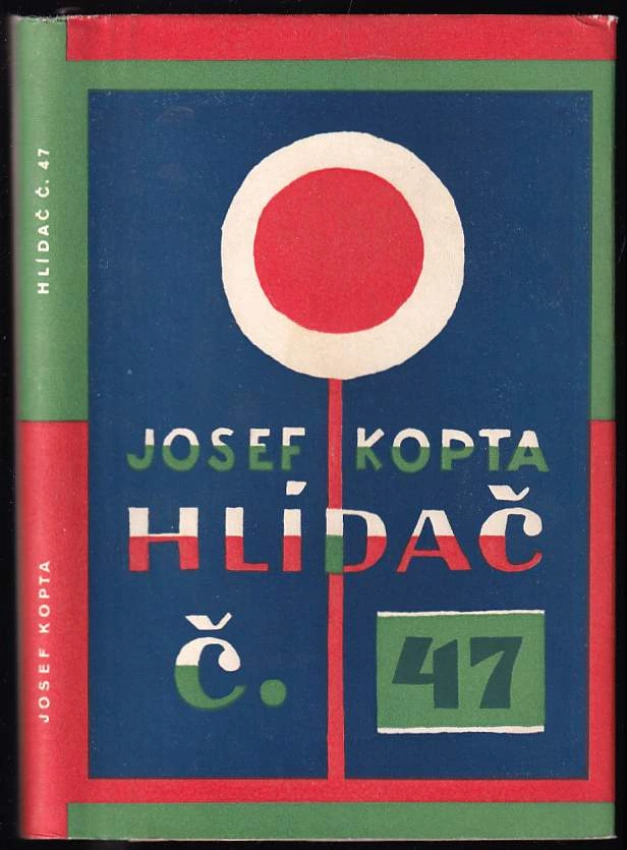 HLÍDAČ Č. 47
JOSEF KOPTA
JOSEF KOPTA
HLÍDAČ
č. 47